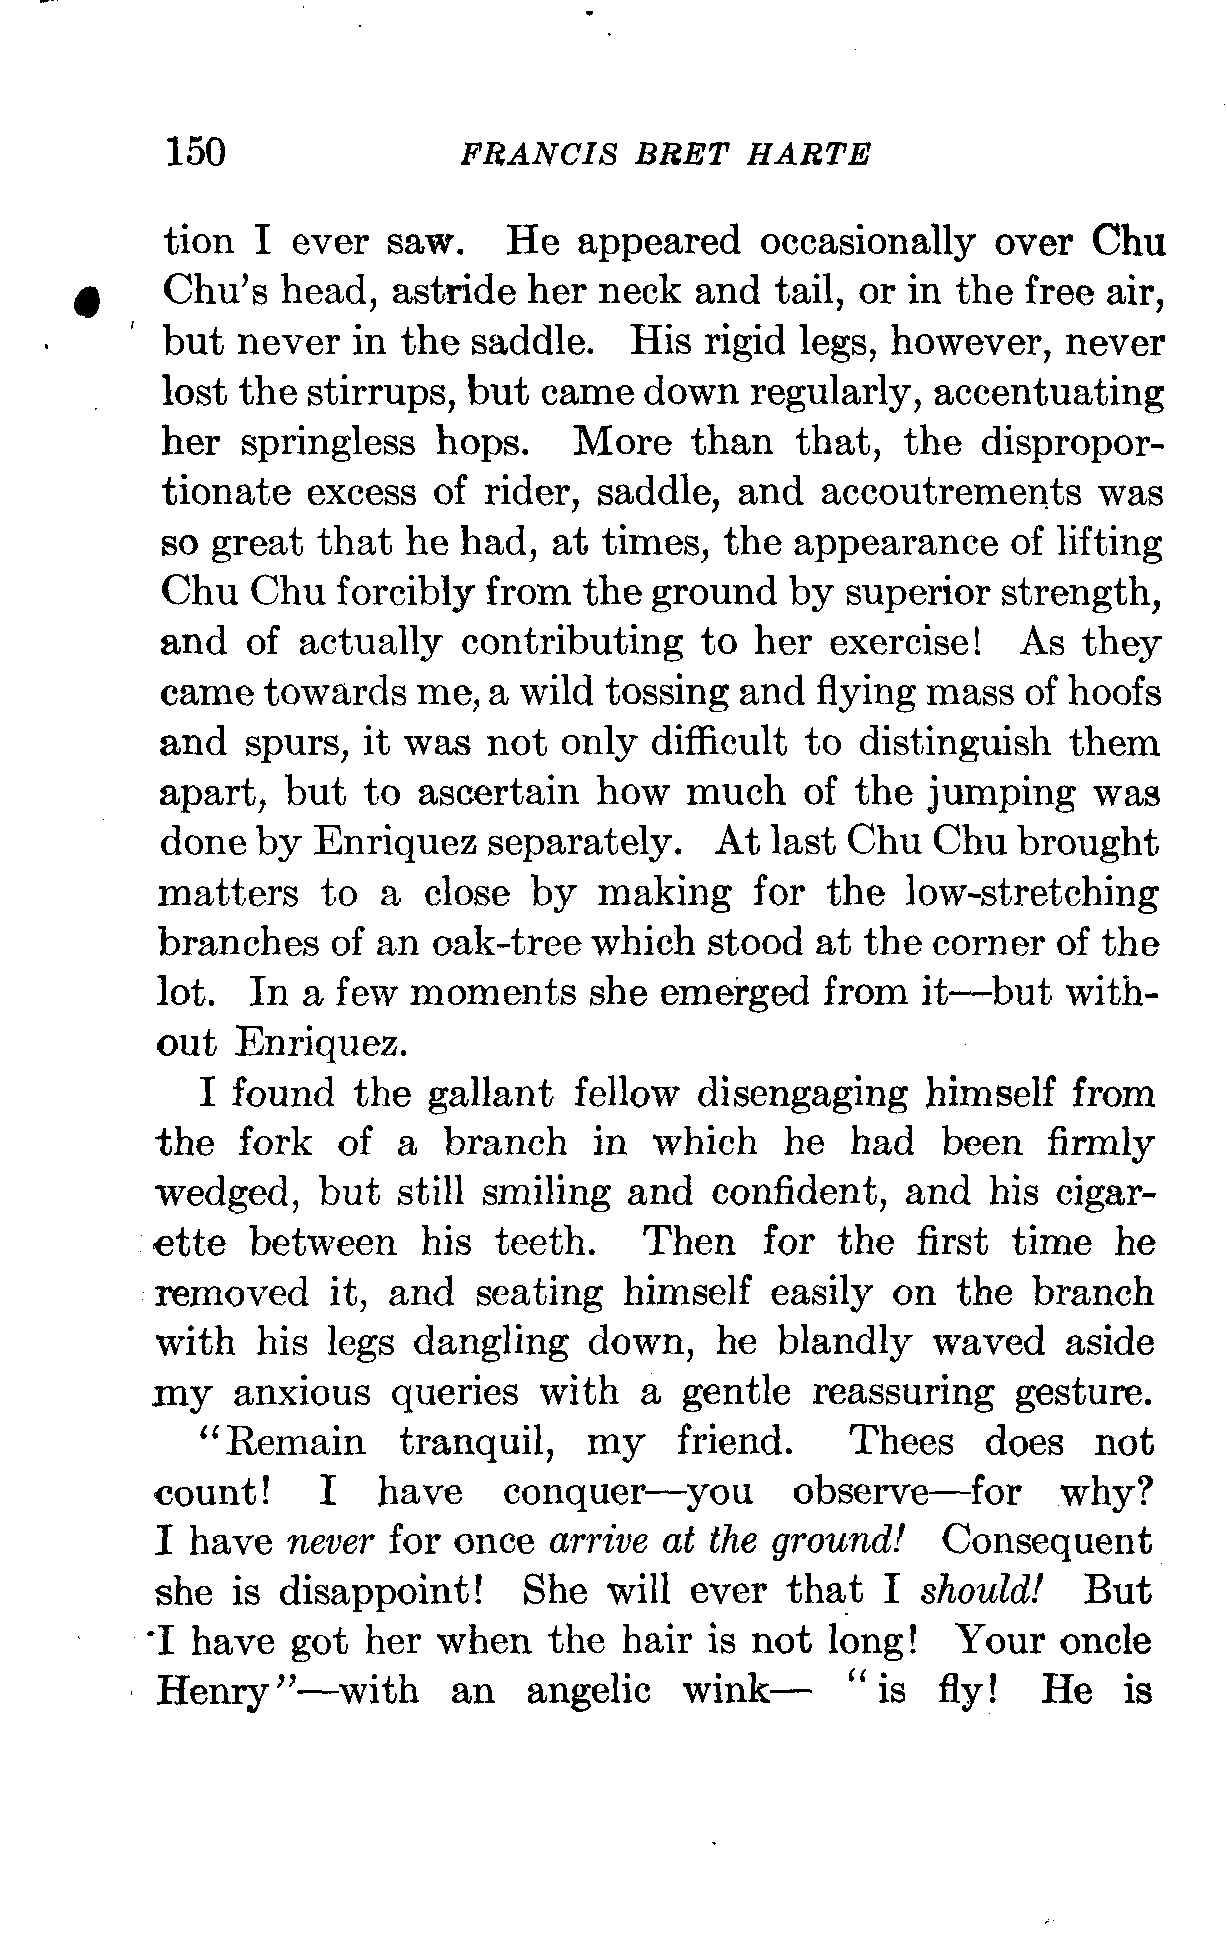 150 FRANCIS BRET HARTE
tion I ever saw. He appeared occasionally over Chu
Chu's head, astride her neck and tail, or in the free air,
but never in the saddle. His rigid legs, however, never
lost the stirrups, but came down regularly, accentuating
her springless hops. More than that, the dispropor-
tionate excess of rider, saddle, and accoutrements was
so great that he had, at times, the appearance of lifting
Chu Chu forcibly from the ground by superior strength,
and of actually contributing to her exercise! As they
came towards me, a wild tossing and flying mass of hoofs
and spurs, it was not only difficult to distinguish them
apart, but to ascertain how much of the jumping was
done by Enriquez separately. At last Chu Chu brought
matters to a close by making for the low-stretching
branches of an oak-tree which stood at the corner of the
lot. In a few moments she emerged from it—but with-
out Enriquez.
I found the gallant fellow disengaging himself from
the fork of a branch in which he had been firmly
wedged, but still smiling and confident, and his cigar-
ette between his teeth. Then for the first time he
removed it, and seating himself easily on the branch
with his legs dangling down, he blandly waved aside
my anxious queries with a gentle reassuring gesture.
"Remain tranquil, my friend. Thees does not
count! I have conquer—you observe—for why?
I have never for once arrive at the ground! Consequent
she is disappoint! She will ever that I should! But
I have got her when the hair is not long! Your oncle
Henry"—with an angelic wink— "is fly! He is